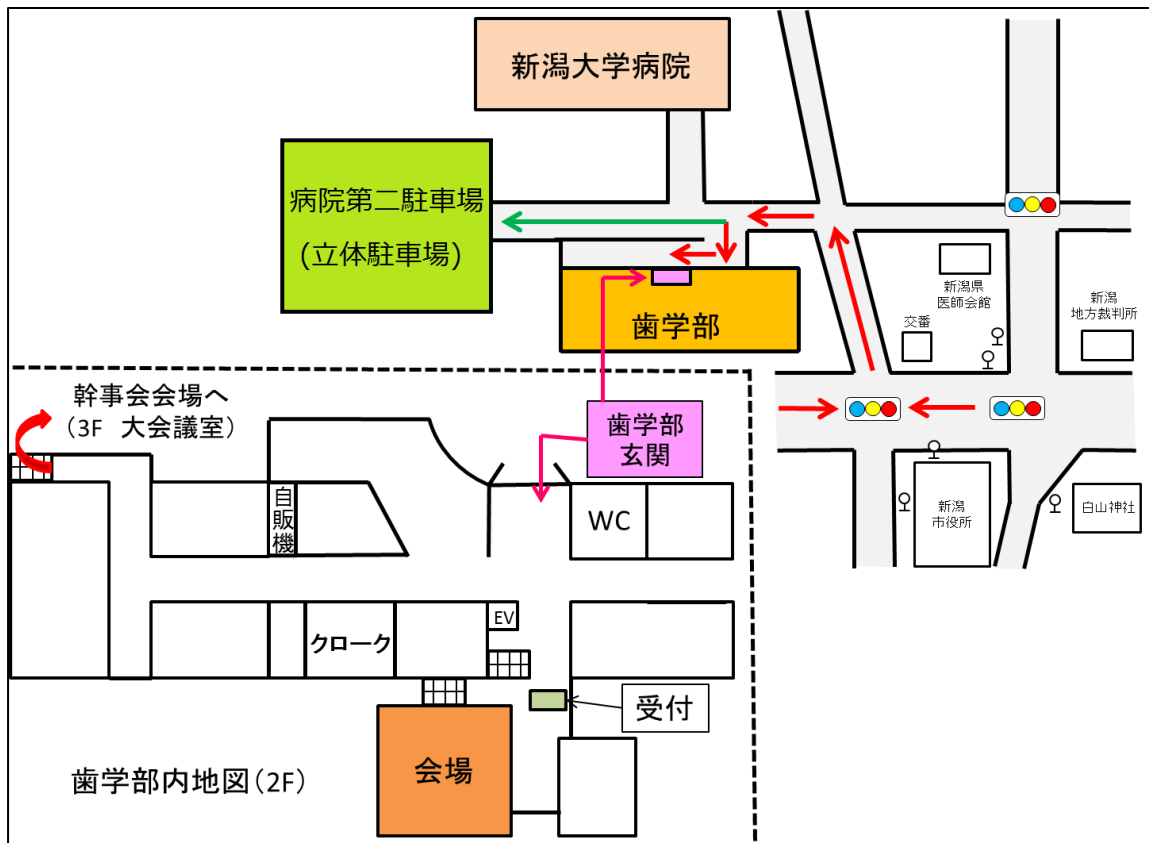 新潟大学病院
病院第二駐車場
(立体駐車場)
歯学部
新潟県
医師会館
交番
新潟
地方裁判所
新潟
市役所
白山神社
幹事会会場へ
(3F 大会議室)
歯学部
玄関
自販機
WC
EV
クローク
受付
会場
歯学部内地図(2F)